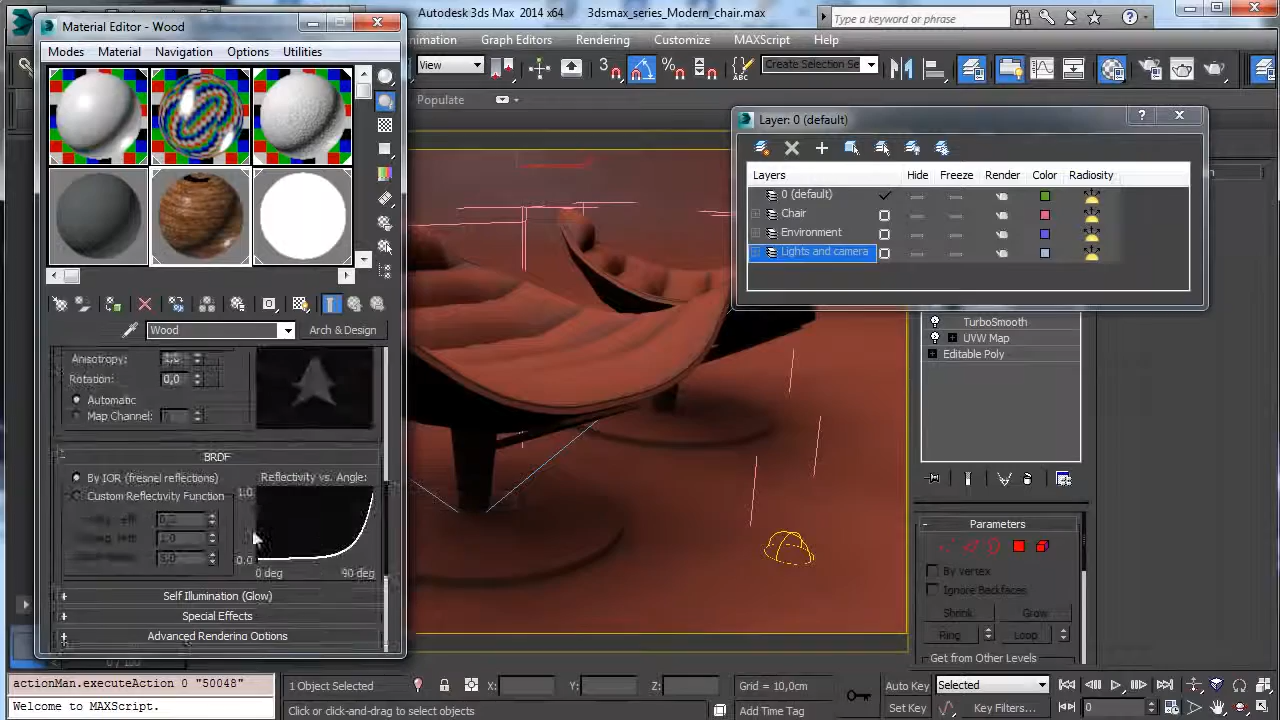 Material Editor - Wood
Autodesk 3ds Max 2014 x64 3dsmax_series_Modern_chair.max
Type a keyword or phrase
Modes Material Navigation Options Utilities
Graph Editors Rendering Customize MAXScript Help
View
3
Create Selection Se
Populate
Layer: 0 (default)
Layers Hide Freeze Render Color Radiosity
0 (default)
Chair
Environment
Lights and camera
Wood
Arch & Design
TurboSmooth
UVW Map
Editable Poly
Anisotropy:
Rotation: 0,0
Automatic
Map Channel:
BRDF
By IOR (fresnel reflections)
Custom Reflectivity Function
Reflectivity vs. Angle:
1.0
0.0
0 deg 90 deg
Self Illumination (Glow)
Special Effects
Advanced Rendering Options
Parameters
By vertex
Ignore Backfaces
Shrink Grow
Ring Loop
Get from Other Levels
0 / 100
actionMan.executeAction 0 "50048"
Welcome to MAXScript.
1 Object Selected
Click or click-and-drag to select objects
X: Y: Z:
Grid = 10,0cm
Add Time Tag
Auto Key Selected
Set Key Key Filters...
0